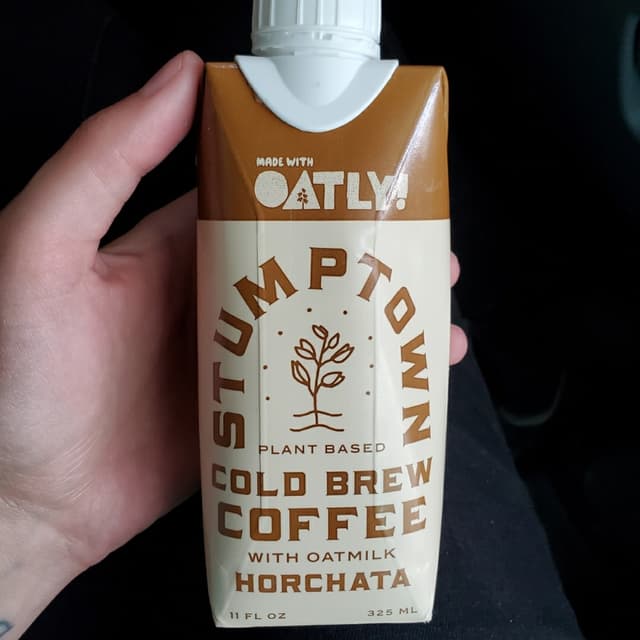 MADE WITH
OATLY!
STUMPTOWN
PLANT BASED
COLD BREW
COFFEE
WITH OATMILK
HORCHATA
11 FL OZ 325 ML